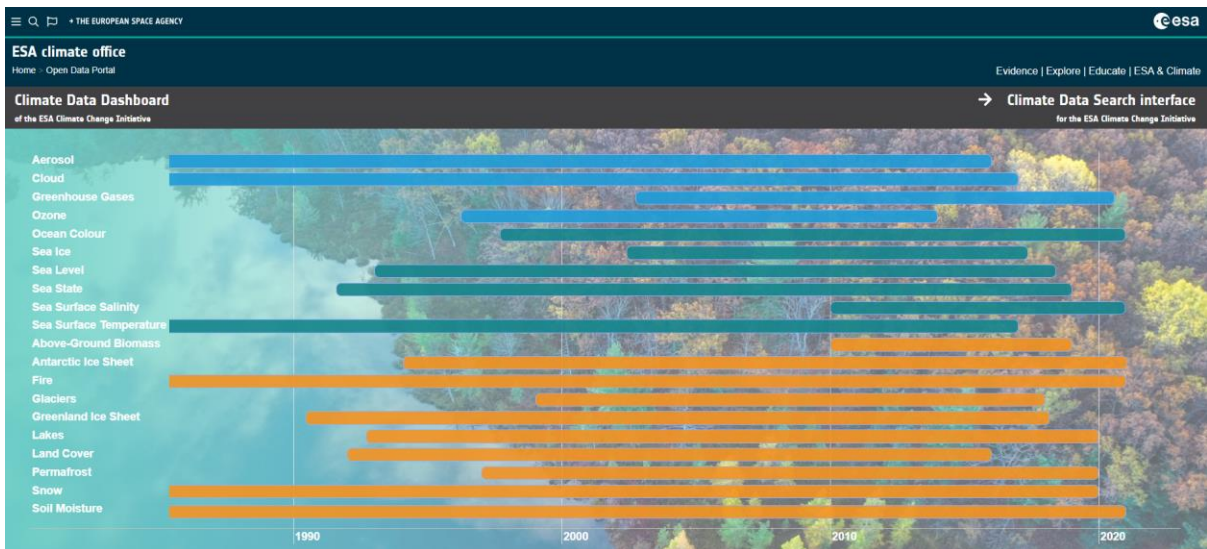 + THE EUROPEAN SPACE AGENCY
esa
ESA climate office
Home > Open Data Portal
Evidence | Explore | Educate | ESA & Climate
Climate Data Dashboard
of the ESA Climate Change Initiative
→ Climate Data Search interface
for the ESA Climate Change Initiative
Aerosol
Cloud
Greenhouse Gases
Ozone
Ocean Colour
Sea Ice
Sea Level
Sea State
Sea Surface Salinity
Sea Surface Temperature
Above-Ground Biomass
Antarctic Ice Sheet
Fire
Glaciers
Greenland Ice Sheet
Lakes
Land Cover
Permafrost
Snow
Soil Moisture
1990 2000 2010 2020